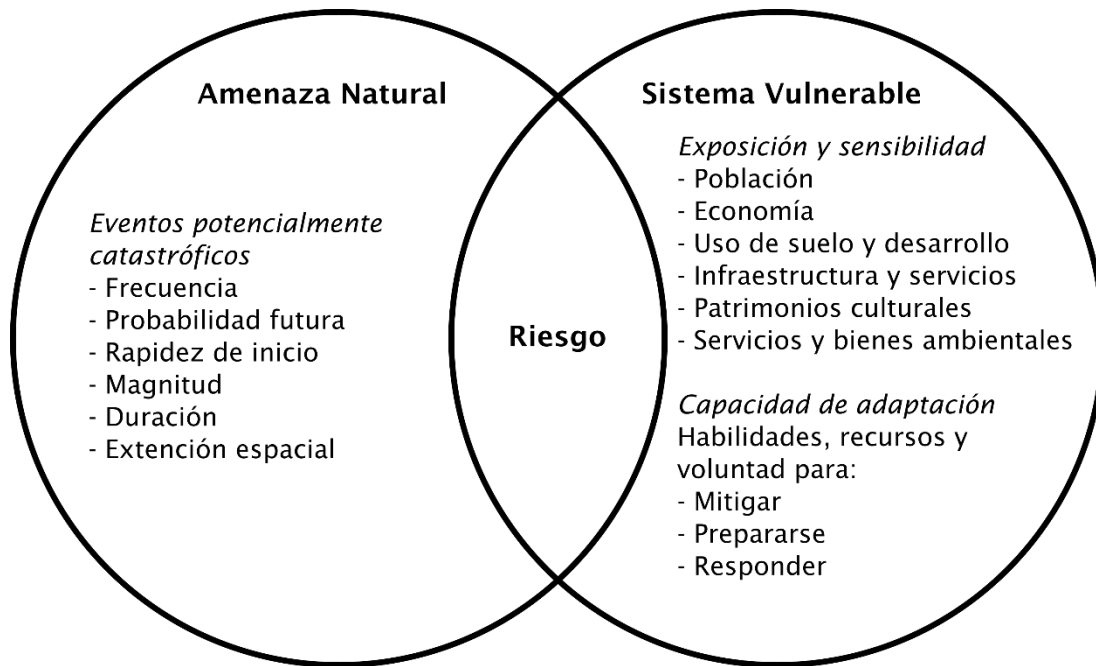 Amenaza Natural
Eventos potencialmente
catastróficos
- Frecuencia
- Probabilidad futura
- Rapidez de inicio
- Magnitud
- Duración
- Extención espacial
Riesgo
Sistema Vulnerable
Exposición y sensibilidad
- Población
- Economía
- Uso de suelo y desarrollo
- Infraestructura y servicios
- Patrimonios culturales
- Servicios y bienes ambientales
Capacidad de adaptación
Habilidades, recursos y
voluntad para:
- Mitigar
- Prepararse
- Responder